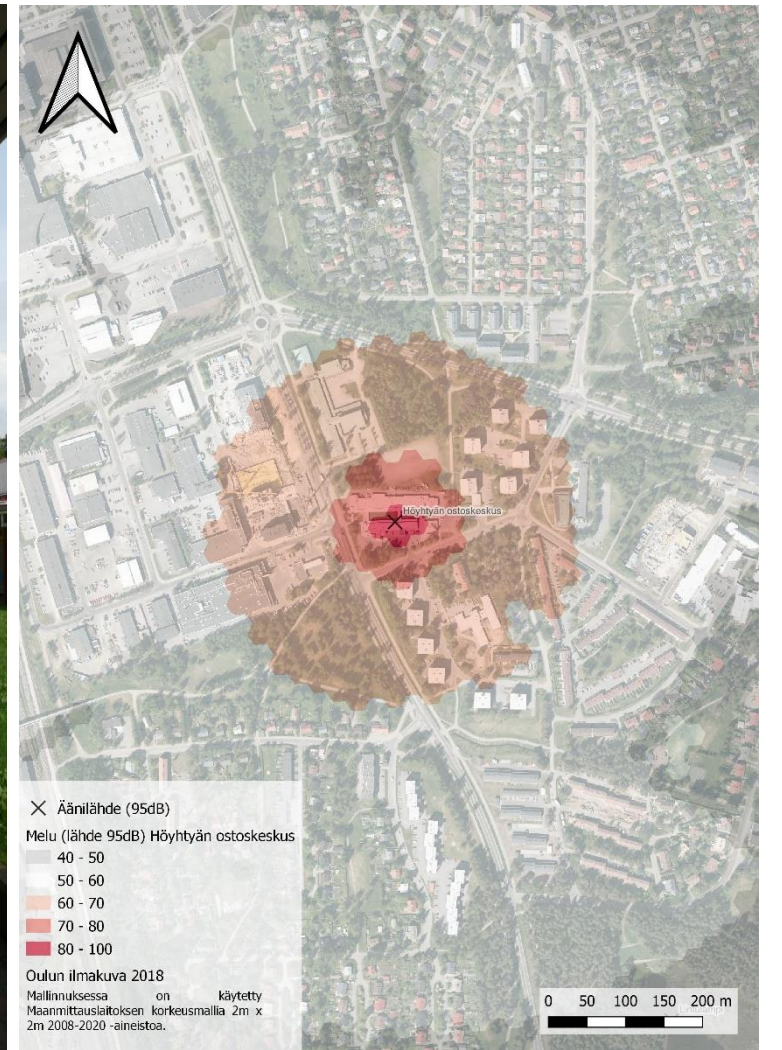 Höyhtyän ostoskeskus
Äänilähde (95dB)
Melu (lähde 95dB) Höyhtyän ostoskeskus
40 - 50
50 - 60
60 - 70
70 - 80
80 - 100
Oulun ilmakuva 2018
Mallinnuksessa on käytetty
Maanmittauslaitoksen korkeusmallia 2m x
2m 2008-2020 -aineistoa.
0 50 100 150 200 m